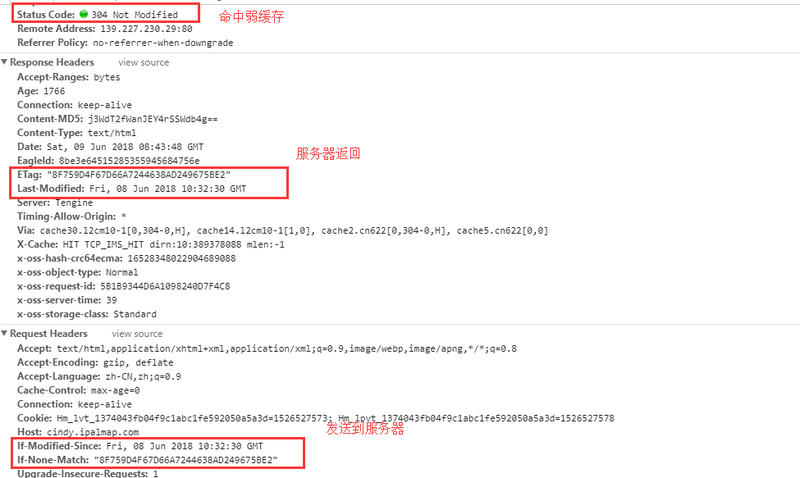 Status Code: 304 Not Modified
命中弱缓存
Remote Address: 139.227.230.29:80
Referrer Policy: no-referrer-when-downgrade
Response Headers view source
Accept-Ranges: bytes
Age: 1766
Connection: keep-alive
Content-MD5: j3WdT2fWanJEY4rSSWdb4g==
Content-Type: text/html
Date: Sat, 09 Jun 2018 08:43:48 GMT
服务器返回
EagleId: 8be3e64515285355945684756e
ETag: "8F759D4F67D66A7244638AD249675BE2"
Last-Modified: Fri, 08 Jun 2018 10:32:30 GMT
Server: Tengine
Timing-Allow-Origin: *
Via: cache30.l2cm10-1[0,304-0,H], cache14.l2cm10-1[1,0], cache2.cn622[0,304-0,H], cache5.cn622[0,0]
X-Cache: HIT TCP_IMS_HIT dirn:10:389378088 mlen:-1
x-oss-hash-crc64ecma: 16528348022904689088
x-oss-object-type: Normal
x-oss-request-id: 5B1B9344D6A1098240D7F4C8
x-oss-server-time: 39
x-oss-storage-class: Standard
Request Headers view source
Accept: text/html,application/xhtml+xml,application/xml;q=0.9,image/webp,image/apng,*/*;q=0.8
Accept-Encoding: gzip, deflate
Accept-Language: zh-CN,zh;q=0.9
Cache-Control: max-age=0
Connection: keep-alive
Cookie: Hm_lvt_1374043fb04f9c1abc1fe592050a5a3d=1526527573; Hm_lpvt_1374043fb04f9c1abc1fe592050a5a3d=1526527578
发送到服务器
Host: cindy.ipalmap.com
If-Modified-Since: Fri, 08 Jun 2018 10:32:30 GMT
If-None-Match: "8F759D4F67D66A7244638AD249675BE2"
Upgrade-Insecure-Requests: 1